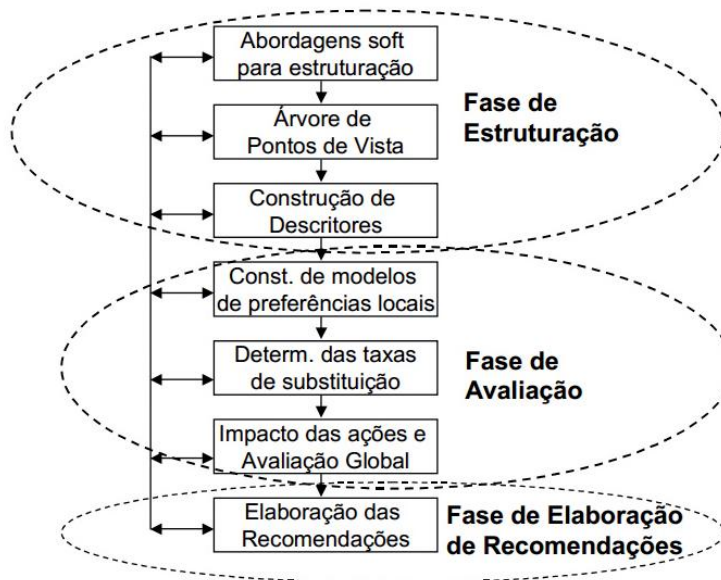 Abordagens soft
para estruturação
Fase de
Estruturação
Árvore de
Pontos de Vista
Construção de
Descritores
Const. de modelos
de preferências locais
Determ. das taxas
de substituição
Fase de
Avaliação
Impacto das ações e
Avaliação Global
Elaboração das
Recomendações
Fase de Elaboração
de Recomendações